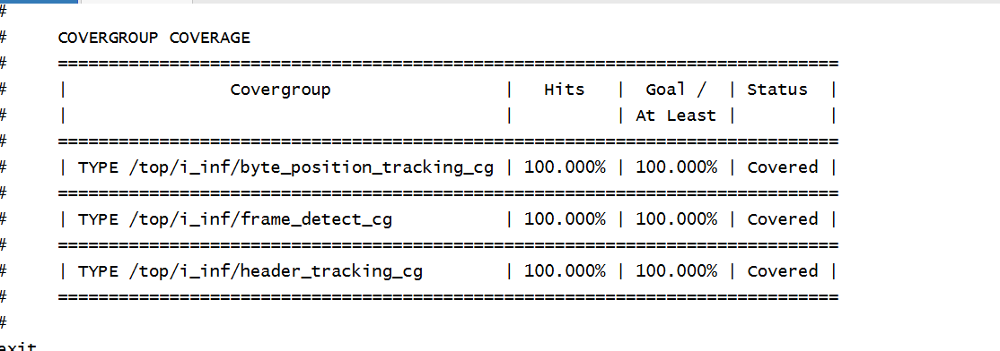 #
#     COVERGROUP COVERAGE
#     =============================================================================
#     |                Covergroup                 |   Hits   |  Goal /  | Status  |
#     |                                           |          | At Least |         |
#     =============================================================================
#     | TYPE /top/i_inf/byte_position_tracking_cg | 100.000% | 100.000% | Covered |
#     =============================================================================
#     | TYPE /top/i_inf/frame_detect_cg           | 100.000% | 100.000% | Covered |
#     =============================================================================
#     | TYPE /top/i_inf/header_tracking_cg        | 100.000% | 100.000% | Covered |
#     =============================================================================
#
exit